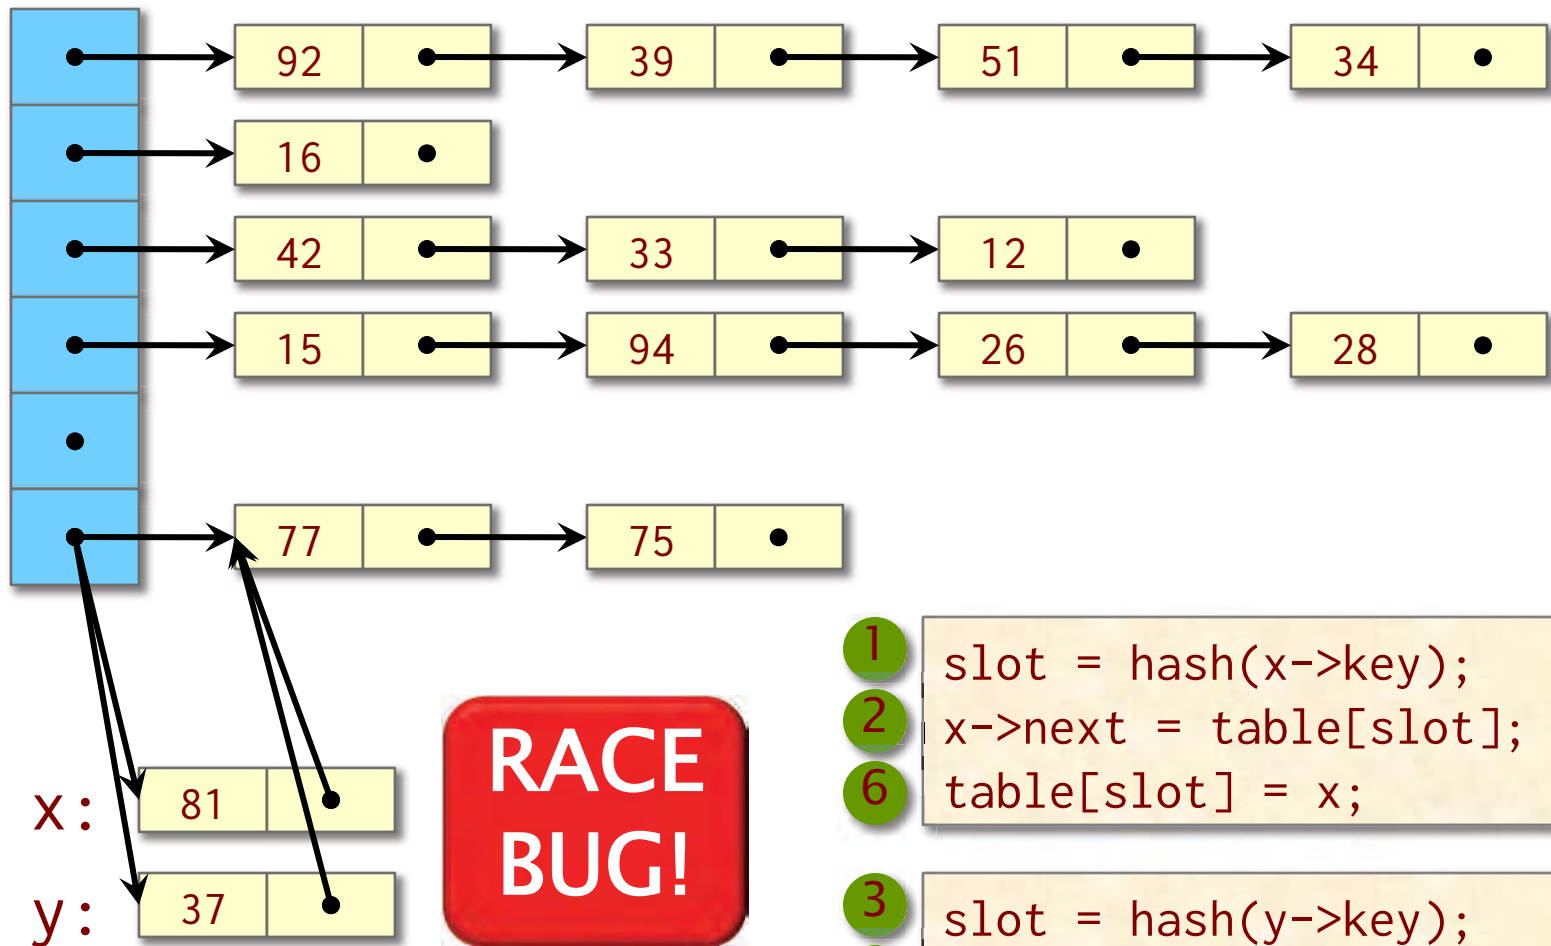 92 39 51 34
16
42 33 12
15 94 26 28
77 75
1 slot = hash(x->key);
2 x->next = table[slot];
6 table[slot] = x;
RACE
BUG!
x: 81
y: 37
3 slot = hash(y->key);